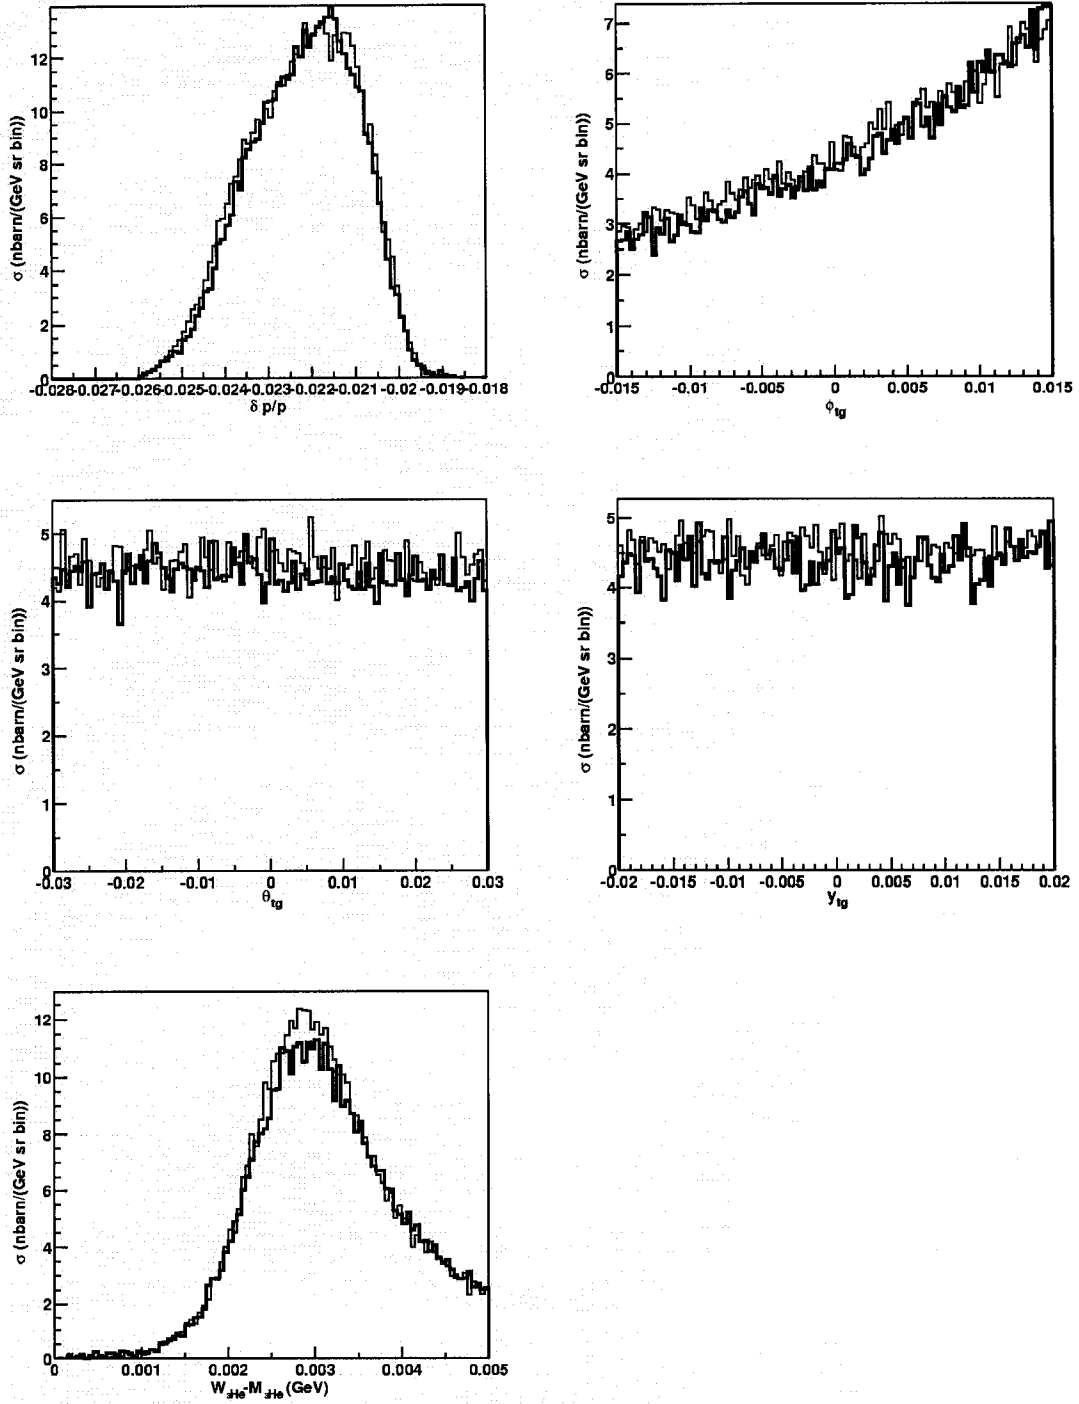 σ (nbarn/(GeV sr bin))
12
10
8
6
4
2
0
-0.028-0.027-0.026-0.025-0.024-0.023-0.022-0.021-0.02-0.019-0.018
δ p/p
σ (nbarn/(GeV sr bin))
7
6
5
4
3
2
1
0
-0.015 -0.01 -0.005 0 0.005 0.01 0.015
ϕtg
σ (nbarn/(GeV sr bin))
5
4
3
2
1
0
-0.03 -0.02 -0.01 0 0.01 0.02 0.03
θtg
σ (nbarn/(GeV sr bin))
5
4
3
2
1
0
-0.02 -0.015 -0.01 -0.005 0 0.005 0.01 0.015 0.02
ytg
σ (nbarn/(GeV sr bin))
12
10
8
6
4
2
0
0 0.001 0.002 0.003 0.004 0.005
W3He-M3He (GeV)